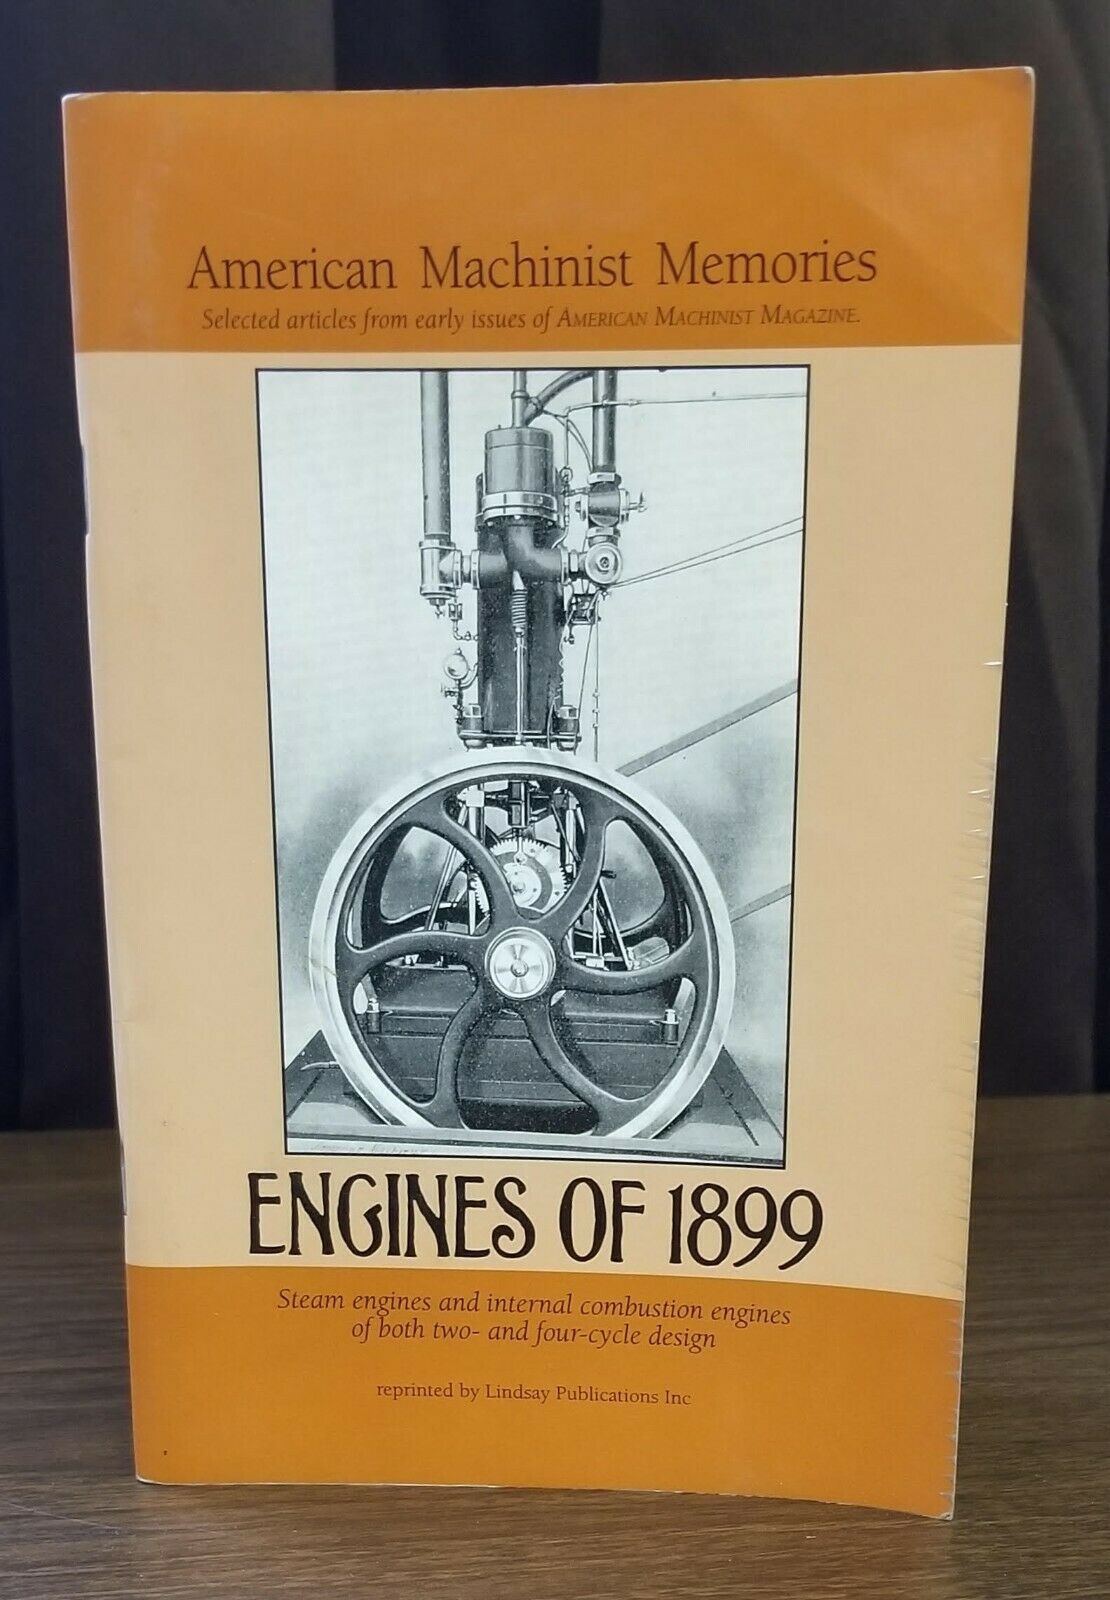 American Machinist Memories
Selected articles from early issues of AMERICAN MACHINIST MAGAZINE.
ENGINES OF 1899
Steam engines and internal combustion engines
of both two- and four-cycle design
reprinted by Lindsay Publications Inc